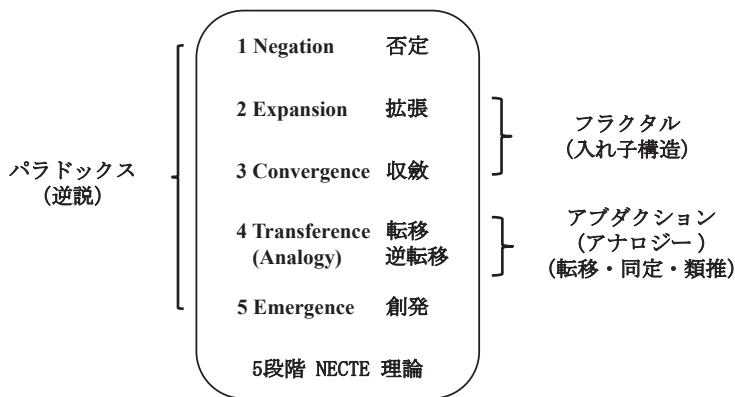 1 Negation 否定
2 Expansion 拡張
3 Convergence 収斂
4 Transference 転移
(Analogy) 逆転移
5 Emergence 創発
5段階 NECTE 理論
パラドックス
(逆説)
フラクタル
(入れ子構造)
アブダクション
(アナロジー)
(転移・同定・類推)